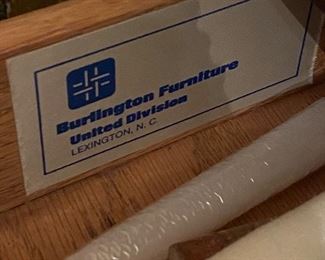 Burlington Furniture
United Division
LEXINGTON, N. C